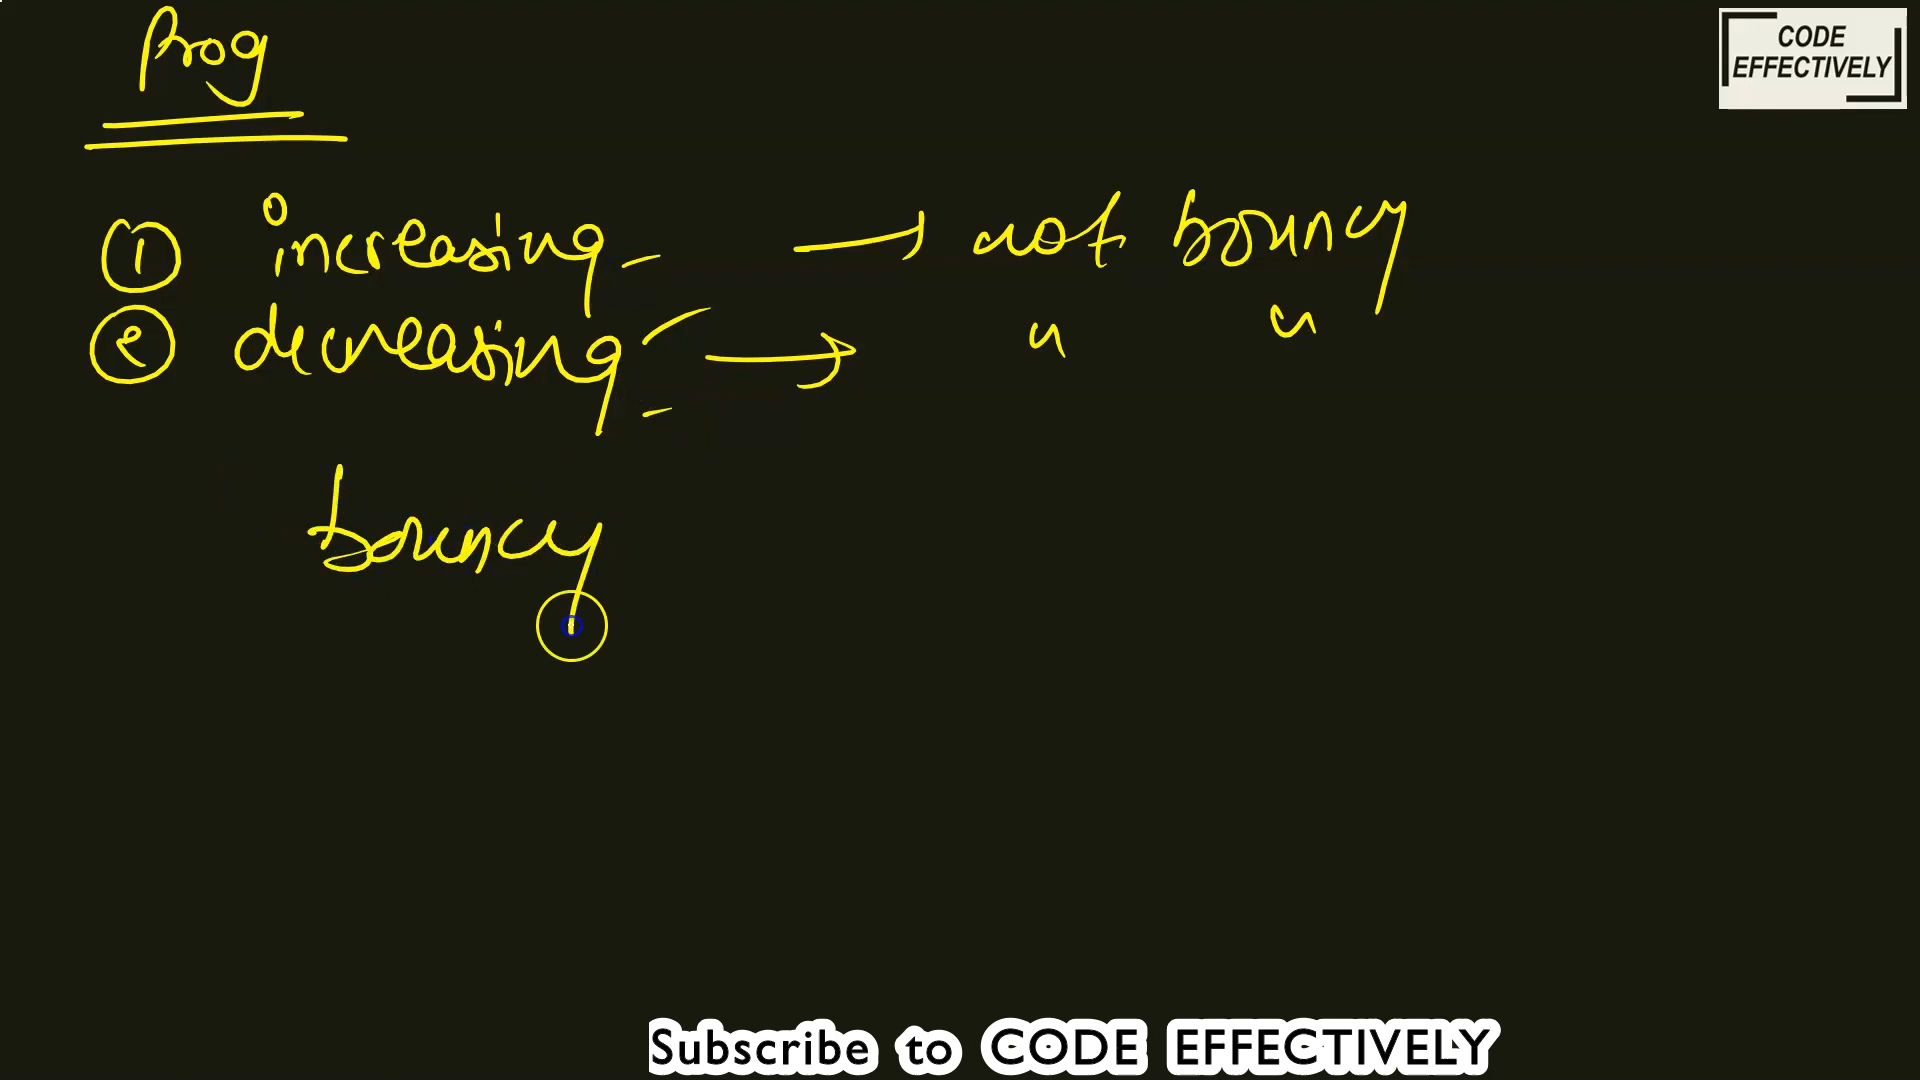 Prog
CODE
EFFECTIVELY
① increasing → not bouncy
② decreasing → " "
bouncy
Subscribe to CODE EFFECTIVELY